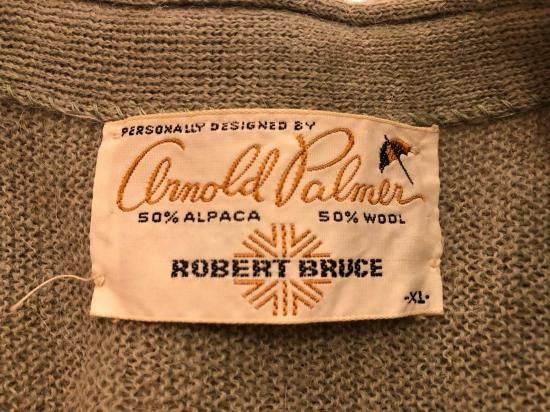 PERSONALLY DESIGNED BY
Arnold Palmer
50% ALPACA 50% WOOL
ROBERT BRUCE
-XL-